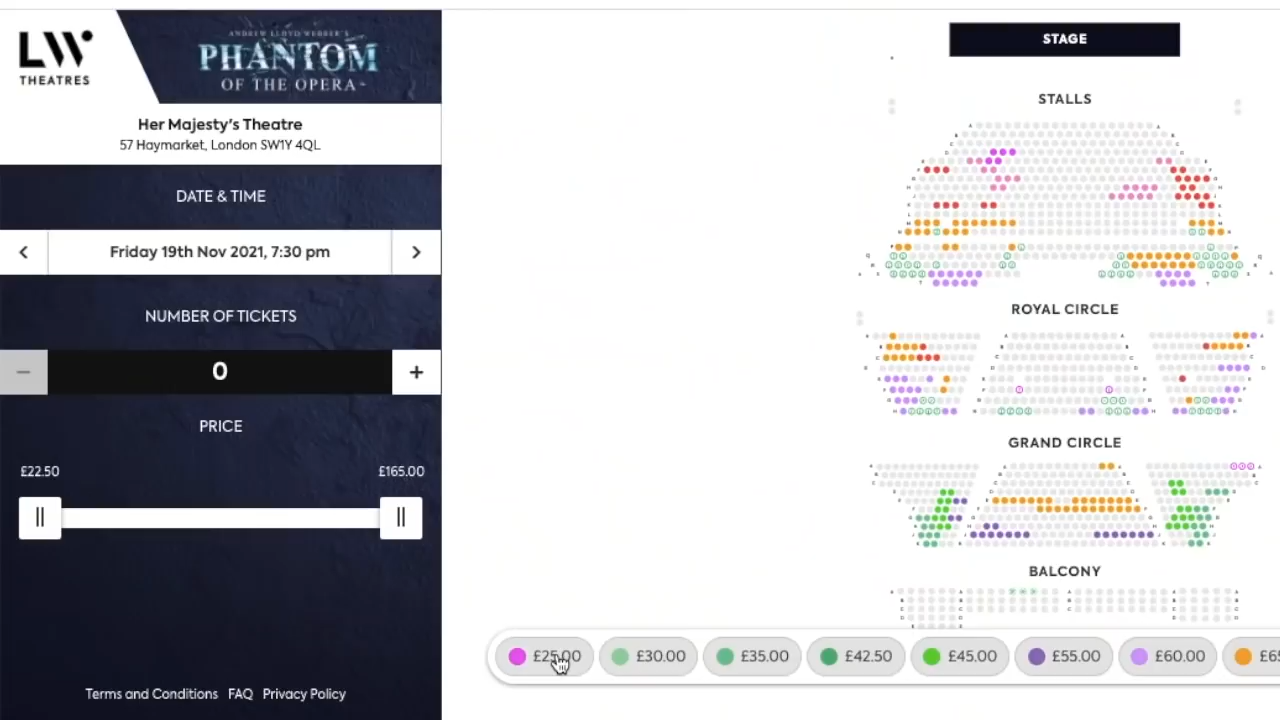 LW
THEATRES
ANDREW LLOYD WEBBER'S
PHANTOM
OF THE OPERA
Her Majesty's Theatre
57 Haymarket, London SW1Y 4QL
DATE & TIME
Friday 19th Nov 2021, 7:30 pm
NUMBER OF TICKETS
0
PRICE
£22.50
£165.00
Terms and Conditions FAQ Privacy Policy
STAGE
STALLS
ROYAL CIRCLE
GRAND CIRCLE
BALCONY
£25.00 £30.00 £35.00 £42.50 £45.00 £55.00 £60.00